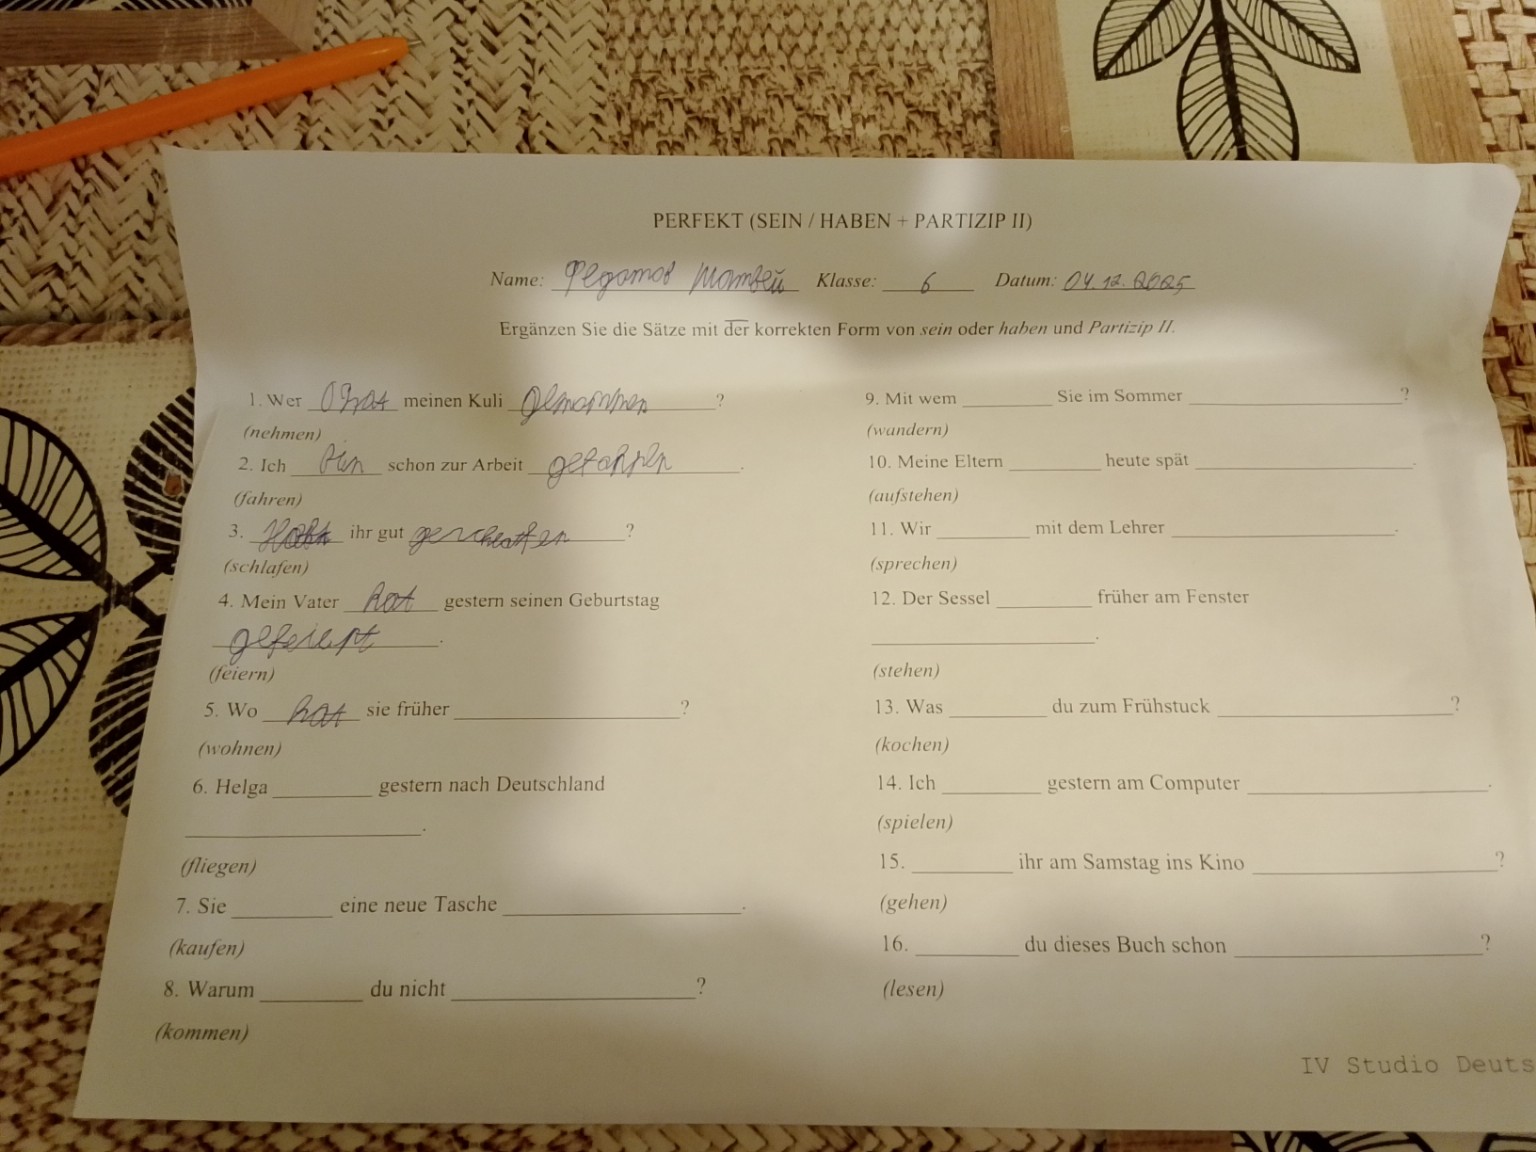 PERFEKT (SEIN / HABEN + PARTIZIP II)
Name: Федотов Матвей Klasse: 6 Datum: 04.12.2025
Ergänzen Sie die Sätze mit der korrekten Form von sein oder haben und Partizip II.
1. Wer hat meinen Kuli genommen ?
(nehmen)
2. Ich bin schon zur Arbeit gefahren .
(fahren)
3. ihr gut ?
(schlafen)
4. Mein Vater hat gestern seinen Geburtstag
gefeiert .
(feiern)
5. Wo hat sie früher ?
(wohnen)
6. Helga gestern nach Deutschland
.
(fliegen)
7. Sie eine neue Tasche .
(kaufen)
8. Warum du nicht ?
(kommen)
9. Mit wem Sie im Sommer ?
(wandern)
10. Meine Eltern heute spät .
(aufstehen)
11. Wir mit dem Lehrer .
(sprechen)
12. Der Sessel früher am Fenster
.
(stehen)
13. Was du zum Frühstuck ?
(kochen)
14. Ich gestern am Computer .
(spielen)
15. ihr am Samstag ins Kino ?
(gehen)
16. du dieses Buch schon ?
(lesen)
IV Studio Deuts